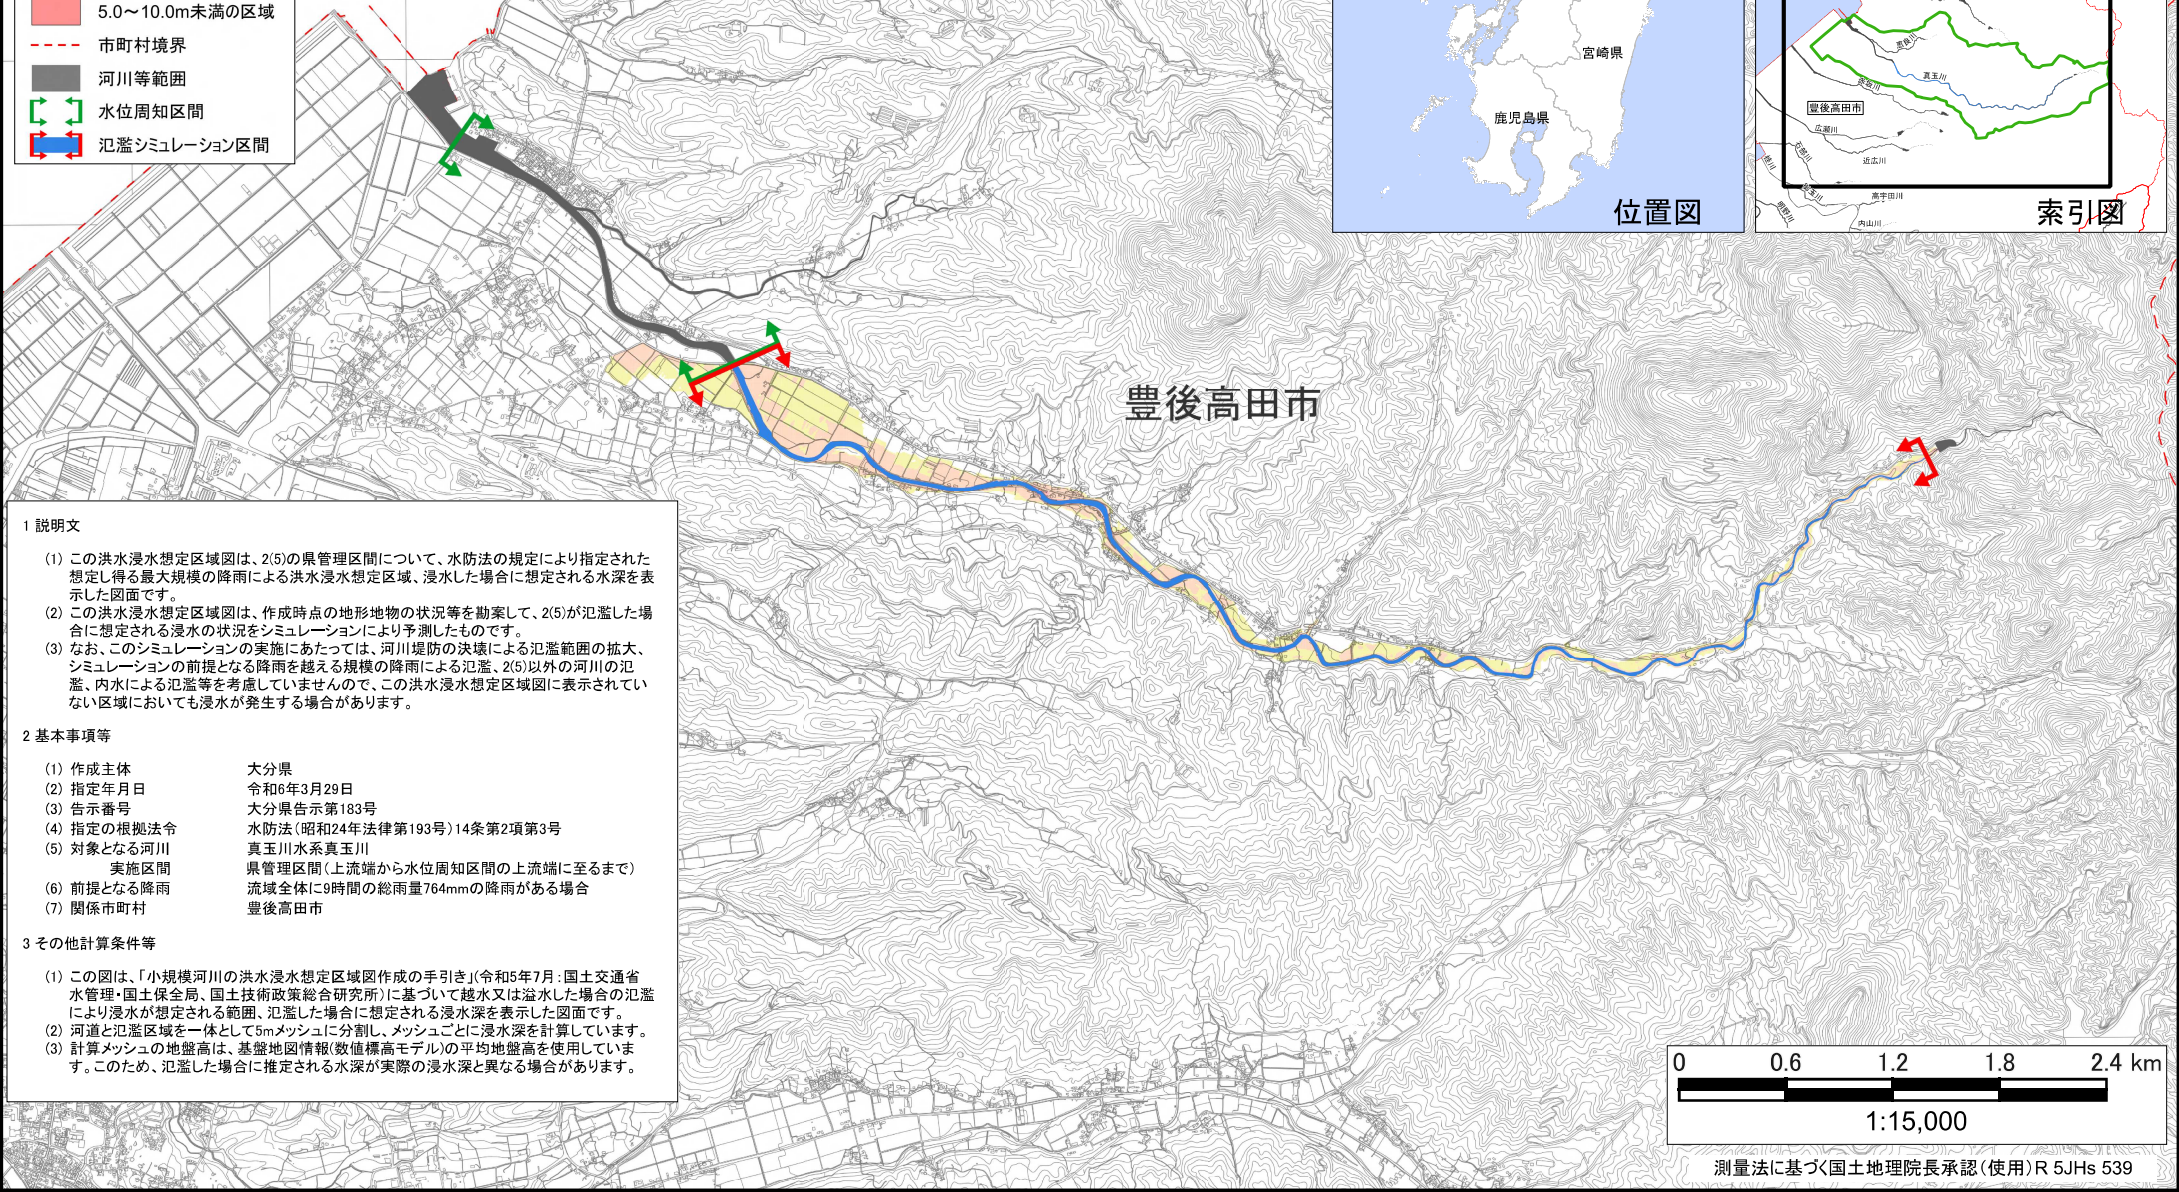 5.0～10.0m未満の区域
市町村境界
河川等範囲
水位周知区間
氾濫シミュレーション区間
宮崎県
鹿児島県
位置図
真玉川
豊後高田市
広瀬川
近広川
高宇田川
内山川
索引図
豊後高田市
1 説明文
(1) この洪水浸水想定区域図は、2(5)の県管理区間について、水防法の規定により指定された
想定し得る最大規模の降雨による洪水浸水想定区域、浸水した場合に想定される水深を表
示した図面です。
(2) この洪水浸水想定区域図は、作成時点の地形地物の状況等を勘案して、2(5)が氾濫した場
合に想定される浸水の状況をシミュレーションにより予測したものです。
(3) なお、このシミュレーションの実施にあたっては、河川堤防の決壊による氾濫範囲の拡大、
シミュレーションの前提となる降雨を越える規模の降雨による氾濫、2(5)以外の河川の氾
濫、内水による氾濫等を考慮していませんので、この洪水浸水想定区域図に表示されてい
ない区域においても浸水が発生する場合があります。
2 基本事項等
(1) 作成主体 大分県
(2) 指定年月日 令和6年3月29日
(3) 告示番号 大分県告示第183号
(4) 指定の根拠法令 水防法(昭和24年法律第193号)14条第2項第3号
(5) 対象となる河川 真玉川水系真玉川
実施区間 県管理区間(上流端から水位周知区間の上流端に至るまで)
(6) 前提となる降雨 流域全体に9時間の総雨量764mmの降雨がある場合
(7) 関係市町村 豊後高田市
3 その他計算条件等
(1) この図は、「小規模河川の洪水浸水想定区域図作成の手引き」(令和5年7月:国土交通省
水管理・国土保全局、国土技術政策総合研究所)に基づいて越水又は溢水した場合の氾濫
により浸水が想定される範囲、氾濫した場合に想定される浸水深を表示した図面です。
(2) 河道と氾濫区域を一体として5mメッシュに分割し、メッシュごとに浸水深を計算しています。
(3) 計算メッシュの地盤高は、基盤地図情報(数値標高モデル)の平均地盤高を使用していま
す。このため、氾濫した場合に推定される水深が実際の浸水深と異なる場合があります。
0 0.6 1.2 1.8 2.4 km
1:15,000
測量法に基づく国土地理院長承認(使用)R 5JHs 539